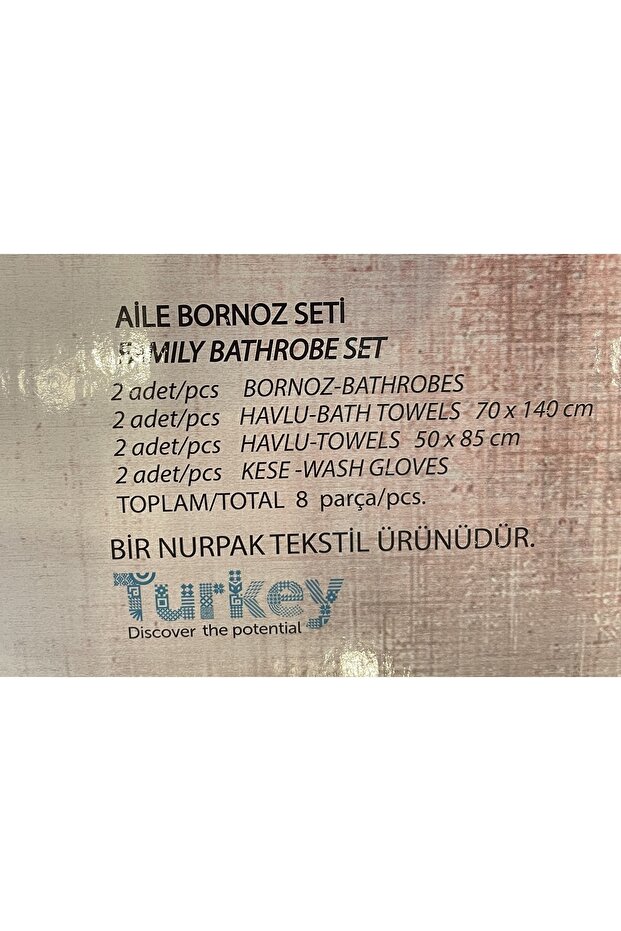 AİLE BORNOZ SETİ
FAMILY BATHROBE SET
2 adet/pcs BORNOZ-BATHROBES
2 adet/pcs HAVLU-BATH TOWELS 70 x 140 cm
2 adet/pcs HAVLU-TOWELS 50 x 85 cm
2 adet/pcs KESE -WASH GLOVES
TOPLAM/TOTAL 8 parça/pcs.
BİR NURPAK TEKSTİL ÜRÜNÜDÜR.
Turkey
Discover the potential